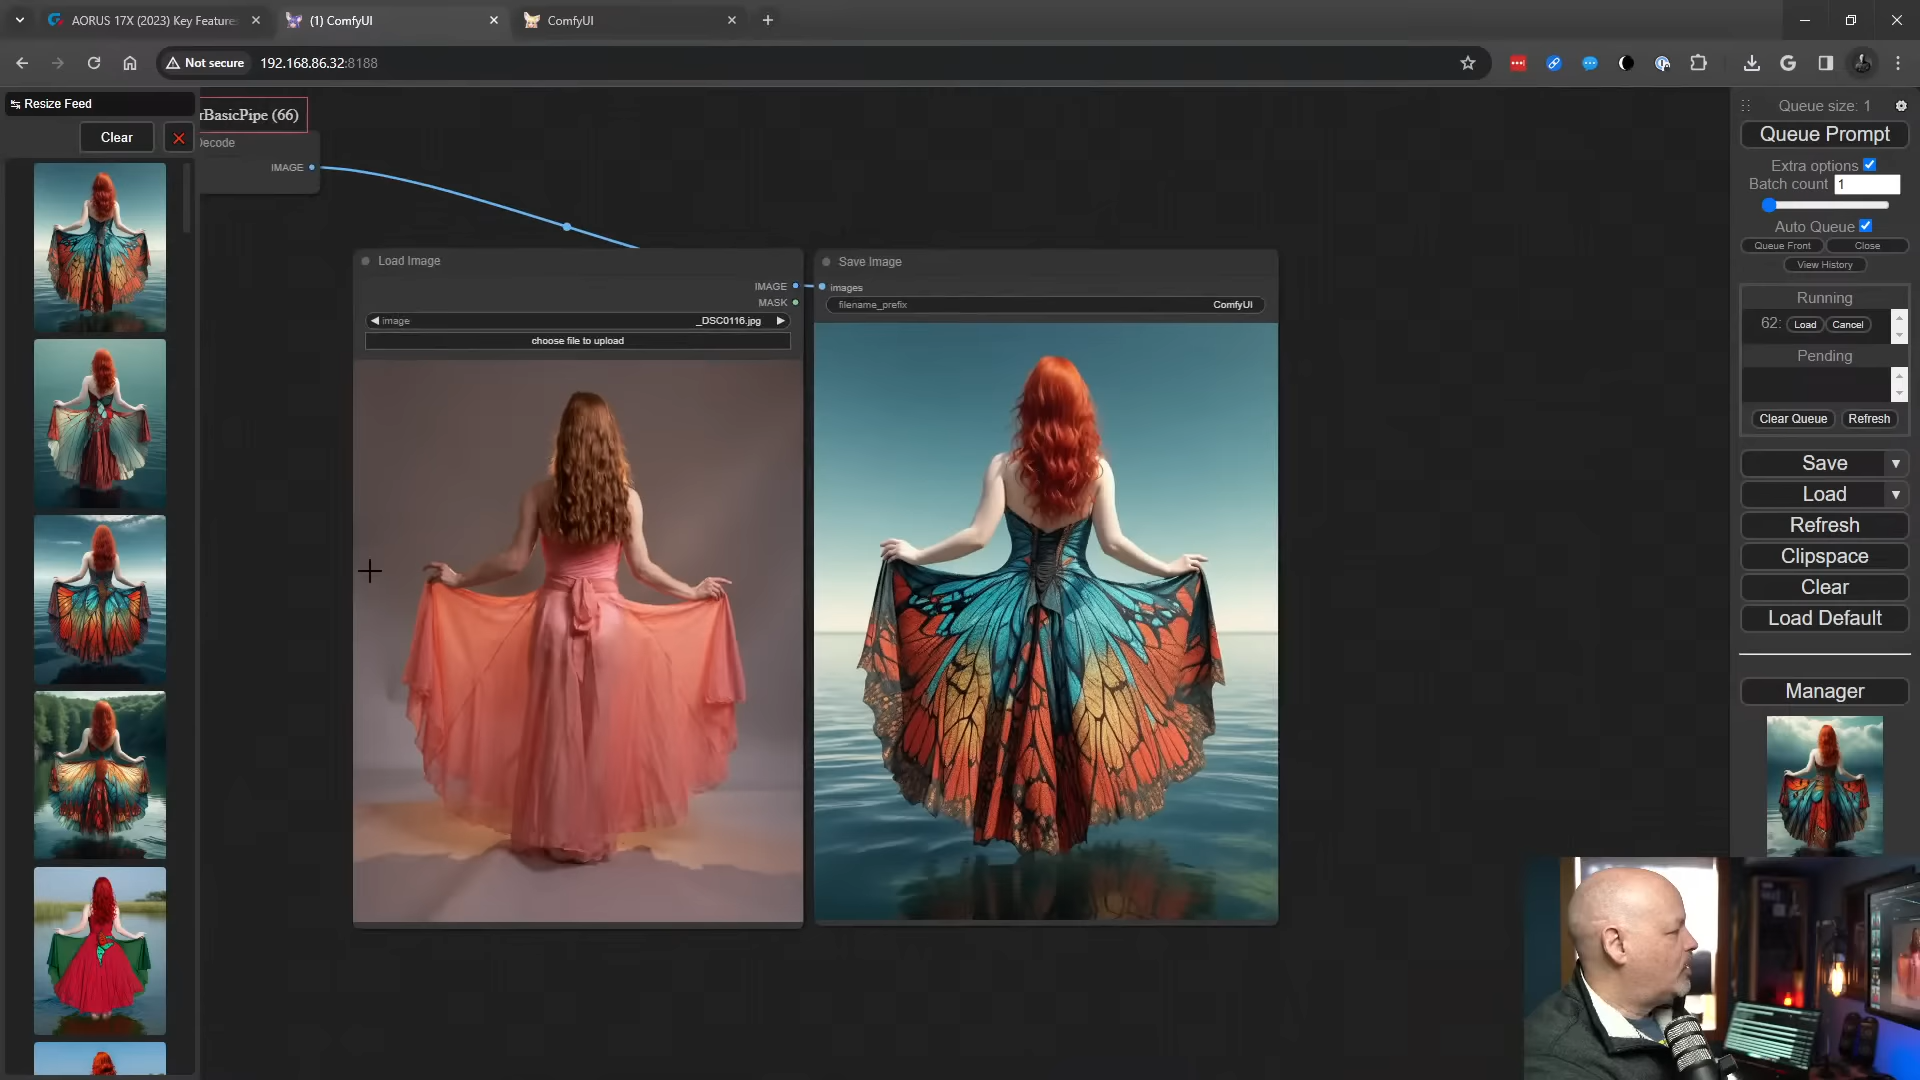 AORUS 17X (2023) Key Feature
(1) ComfyUI
ComfyUI
Not secure
192.168.86.32:8188
Resize Feed
Clear
rBasicPipe (66)
Decode
IMAGE
Load Image
IMAGE
MASK
image
_DSC0116.jpg
choose file to upload
Save Image
images
filename_prefix
ComfyUI
Queue size: 1
Queue Prompt
Extra options
Batch count
1
Auto Queue
Queue Front
Close
View History
Running
62:
Load
Cancel
Pending
Clear Queue
Refresh
Save
Load
Refresh
Clipspace
Clear
Load Default
Manager